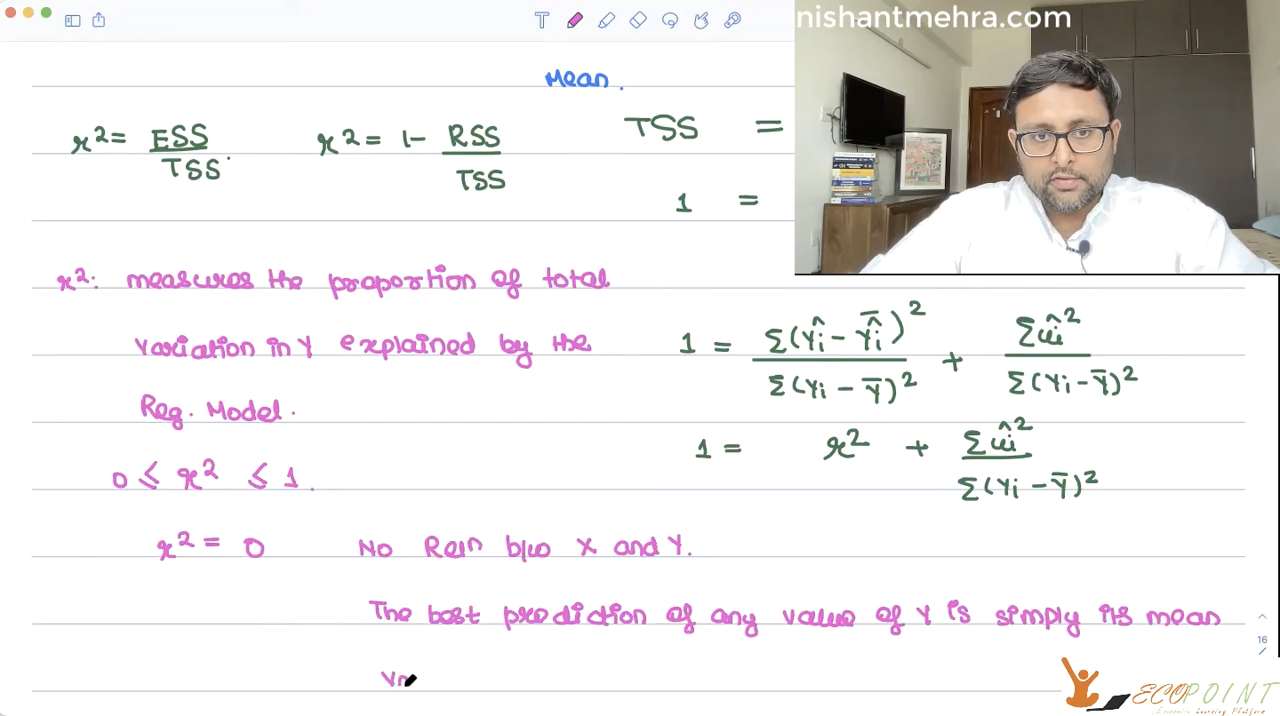 nishantmehra.com
Mean.
r² = ESS / TSS.
r² = 1 - RSS / TSS
TSS =
1 =
r²: measures the proportion of total
variation in Y explained by the
Reg. Model.
1 = Σ(Ŷi - Ŷ̄i)² / Σ(Yi - Ȳ)² + Σûi² / Σ(Yi - Ȳ)²
1 = r² + Σûi² / Σ(Yi - Ȳ)²
0 ≤ r² ≤ 1.
r² = 0 No Reln b/w X and Y.
The best prediction of any value of Y is simply its mean
16
ECOPOINT